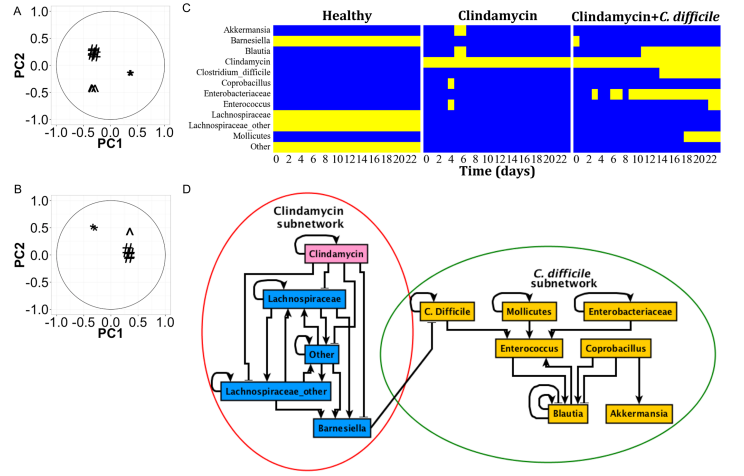 A
1.0
0.5
0.0
-0.5
-1.0
PC2
#
^^
*
-1.0 -0.5 0.0 0.5 1.0
PC1
B
1.0
0.5
0.0
-0.5
-1.0
PC2
*
^
#
-1.0 -0.5 0.0 0.5 1.0
PC1
C
Healthy Clindamycin Clindamycin+C. difficile
Akkermansia
Barnesiella
Blautia
Clindamycin
Clostridium_difficile
Coprobacillus
Enterobacteriaceae
Enterococcus
Lachnospiraceae
Lachnospiraceae_other
Mollicutes
Other
0 2 4 6 8 10 12 14 16 18 20 22 0 2 4 6 8 10 12 14 16 18 20 22 0 2 4 6 8 10 12 14 16 18 20 22
Time (days)
D
Clindamycin
subnetwork
Clindamycin
Lachnospiraceae
Other
Lachnospiraceae_other
Barnesiella
C. difficile
subnetwork
C. Difficile Mollicutes Enterobacteriaceae
Enterococcus Coprobacillus
Blautia Akkermansia